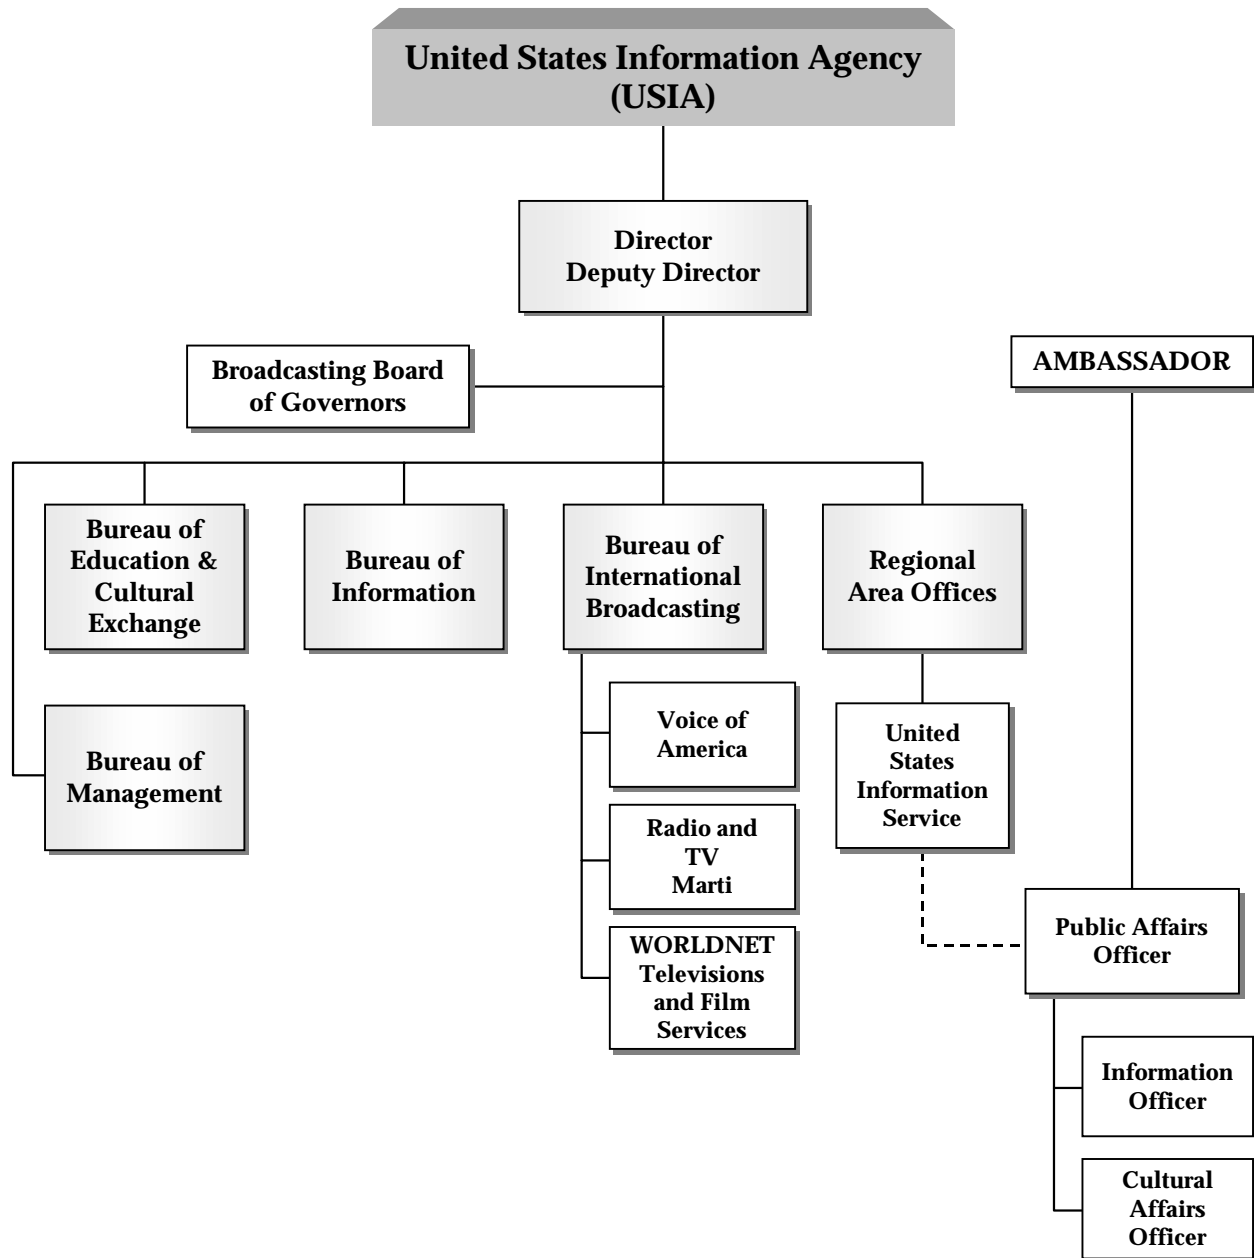 United States Information Agency
(USIA)
Director
Deputy Director
Broadcasting Board
of Governors
AMBASSADOR
Bureau of
Education &
Cultural
Exchange
Bureau of
Information
Bureau of
International
Broadcasting
Regional
Area Offices
Bureau of
Management
Voice of
America
Radio and
TV
Marti
WORLDNET
Televisions
and Film
Services
United
States
Information
Service
Public Affairs
Officer
Information
Officer
Cultural
Affairs
Officer